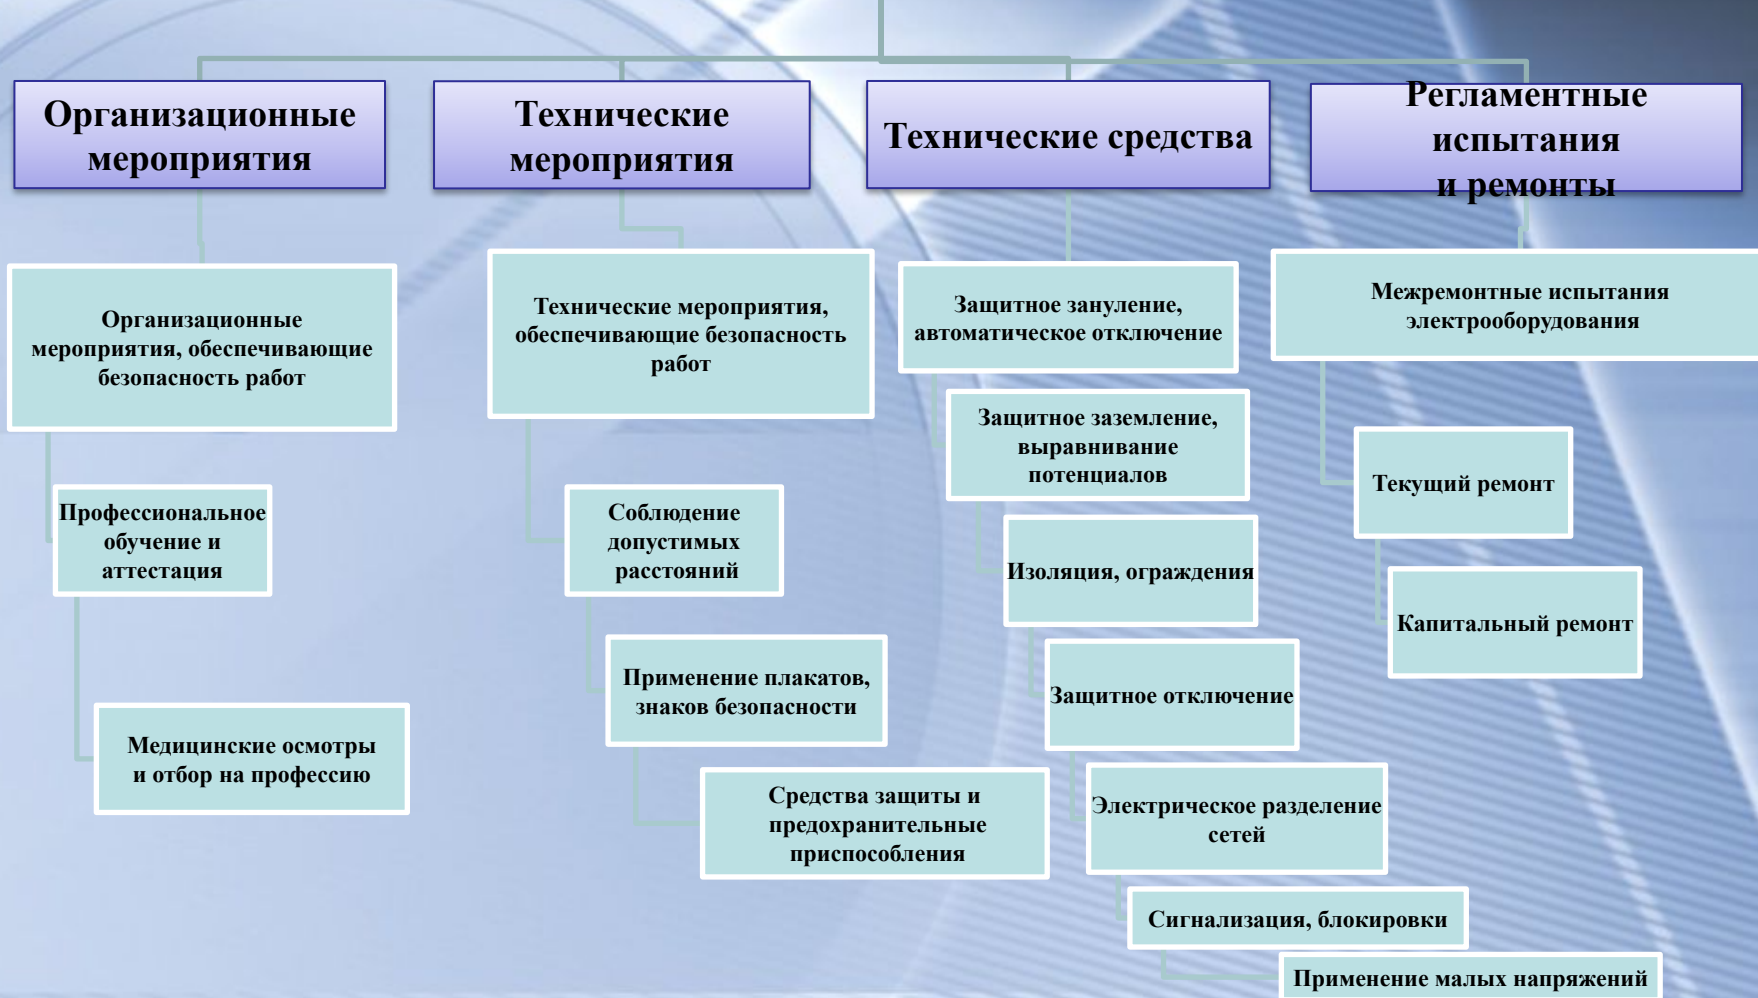 Организационные
мероприятия
Технические
мероприятия
Технические средства
Регламентные
испытания
и ремонты
Организационные
мероприятия, обеспечивающие
безопасность работ
Профессиональное
обучение и
аттестация
Медицинские осмотры
и отбор на профессию
Технические мероприятия,
обеспечивающие безопасность
работ
Соблюдение
допустимых
расстояний
Применение плакатов,
знаков безопасности
Средства защиты и
предохранительные
приспособления
Защитное зануление,
автоматическое отключение
Защитное заземление,
выравнивание
потенциалов
Изоляция, ограждения
Защитное отключение
Электрическое разделение
сетей
Сигнализация, блокировки
Применение малых напряжений
Межремонтные испытания
электрооборудования
Текущий ремонт
Капитальный ремонт